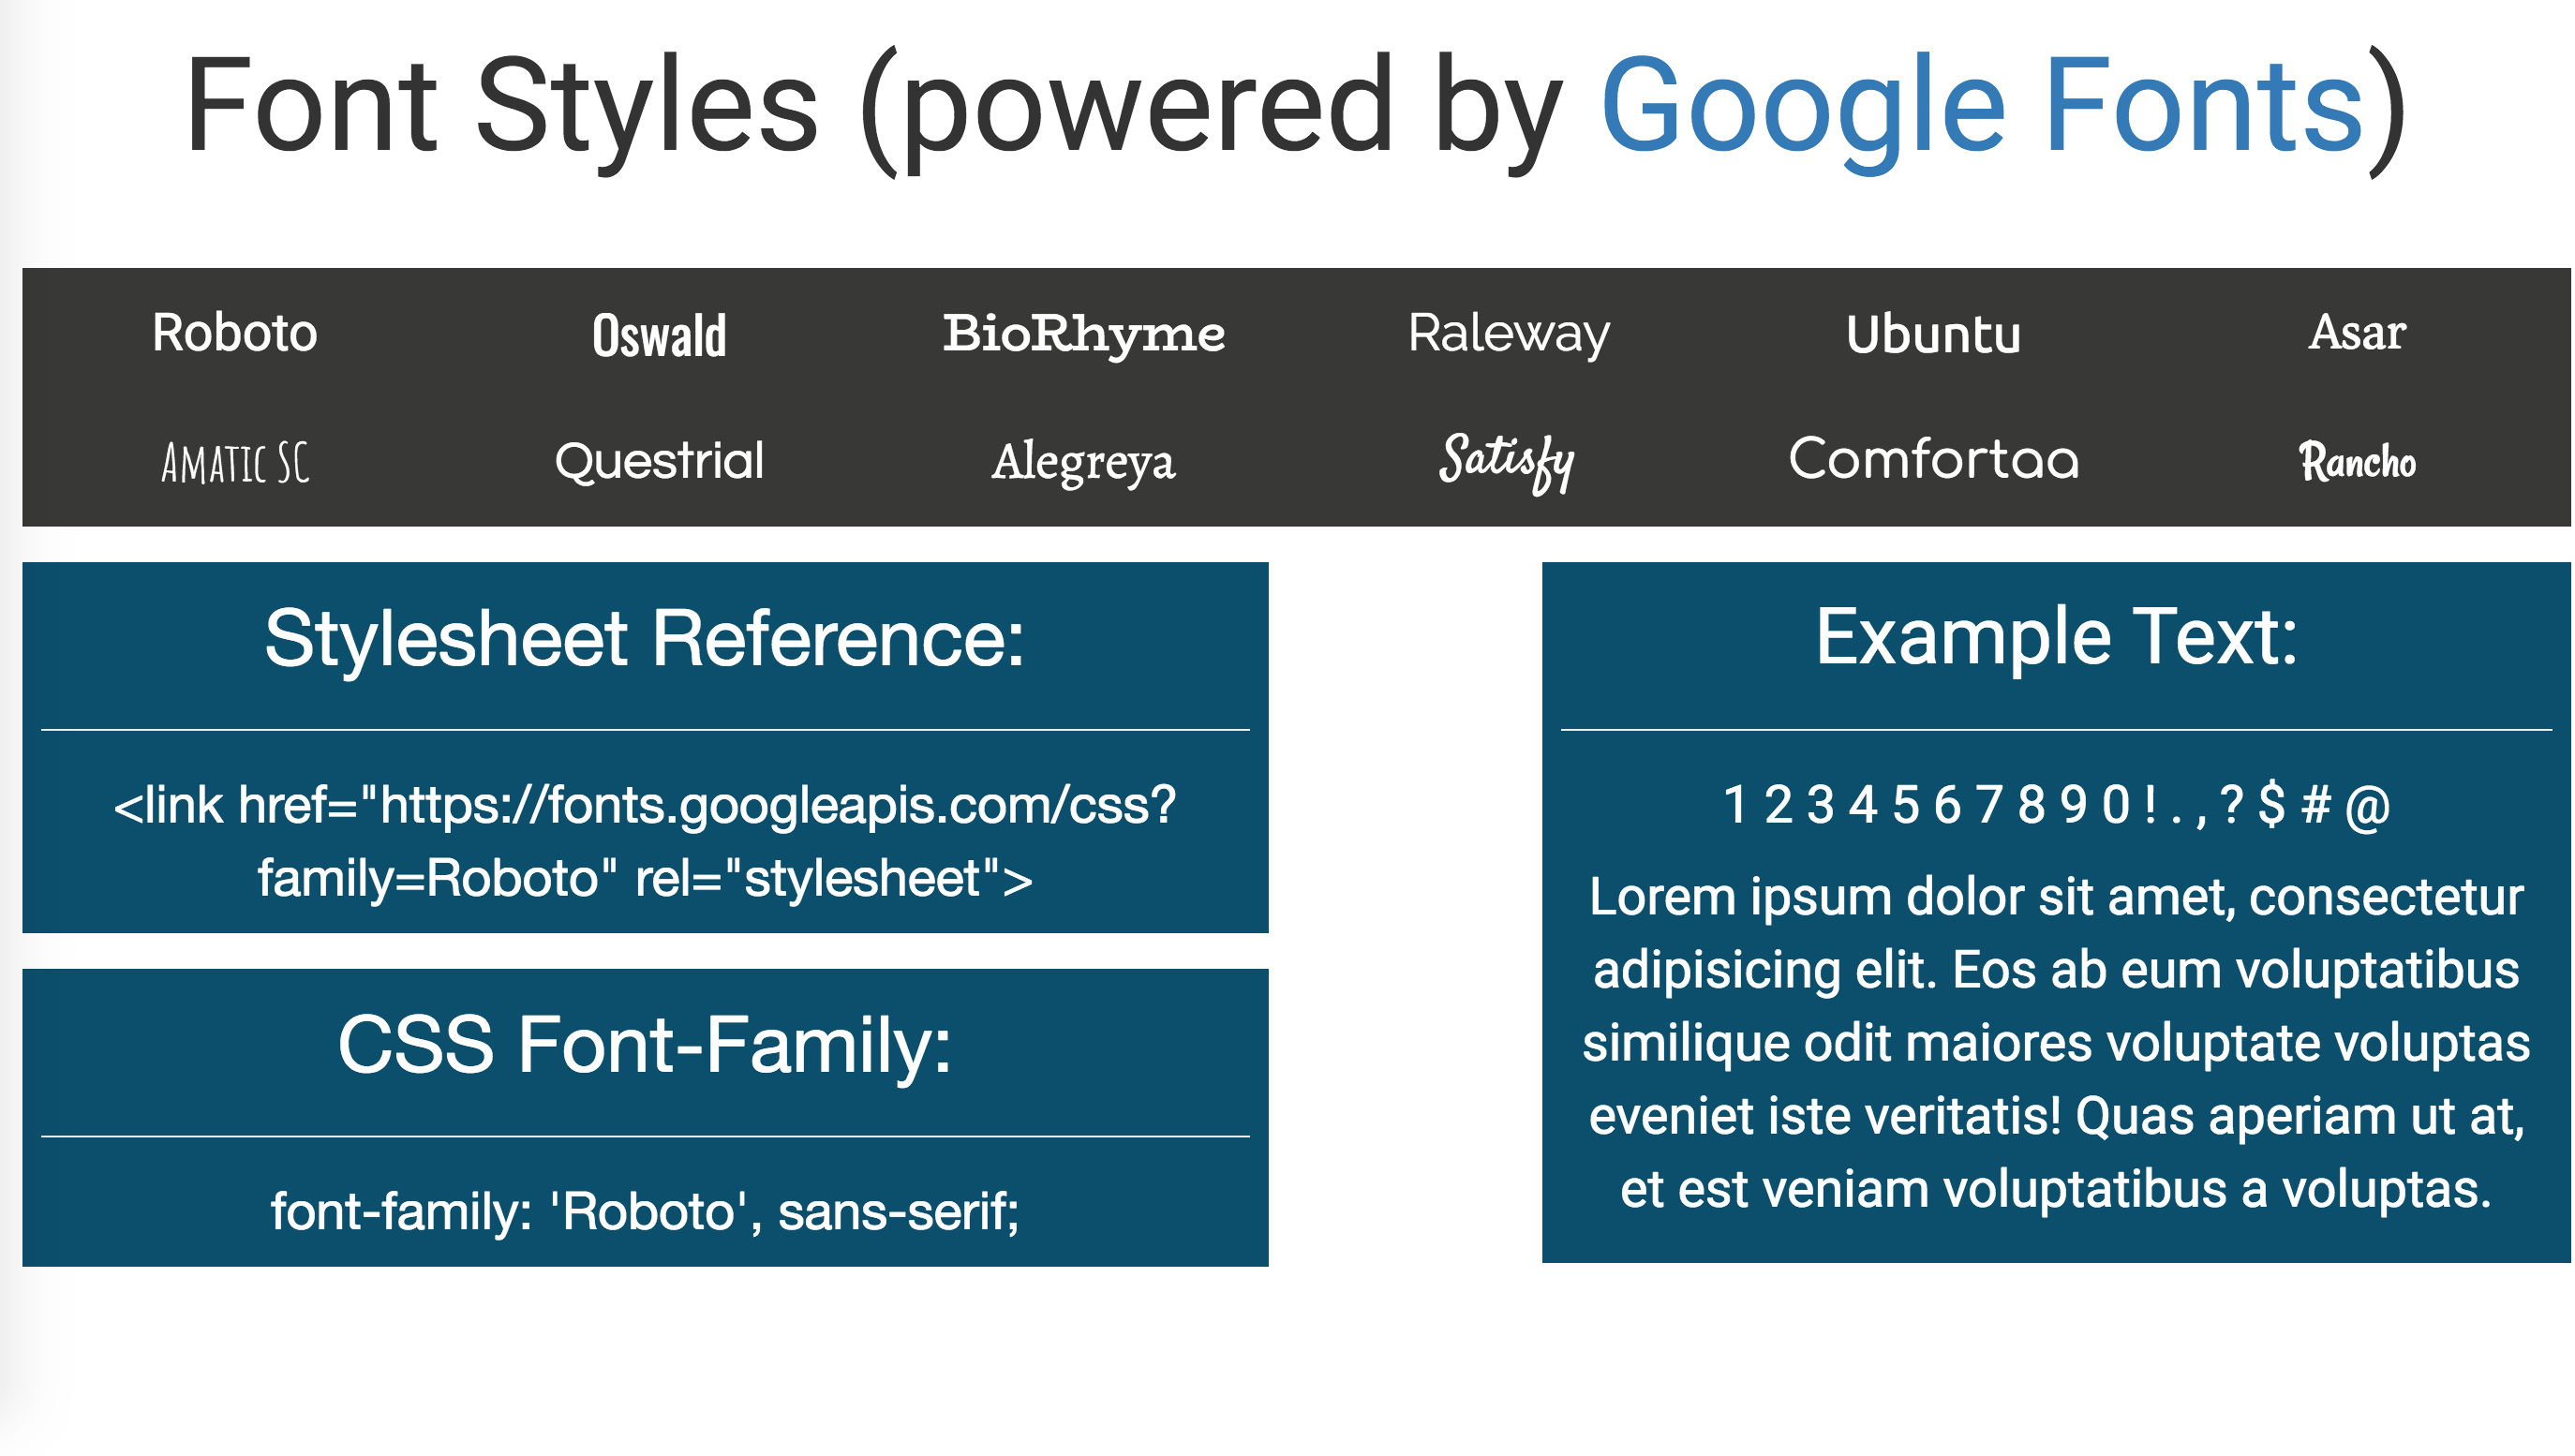 Font Styles (powered by Google Fonts)
Roboto Oswald BioRhyme Raleway Ubuntu Asar
Amatic SC Questrial Alegreya Satisfy Comfortaa Rancho
Stylesheet Reference:
<link href="https://fonts.googleapis.com/css?
family=Roboto" rel="stylesheet">
CSS Font-Family:
font-family: 'Roboto', sans-serif;
Example Text:
1 2 3 4 5 6 7 8 9 0 ! . , ? $ # @
Lorem ipsum dolor sit amet, consectetur
adipisicing elit. Eos ab eum voluptatibus
similique odit maiores voluptate voluptas
eveniet iste veritatis! Quas aperiam ut at,
et est veniam voluptatibus a voluptas.